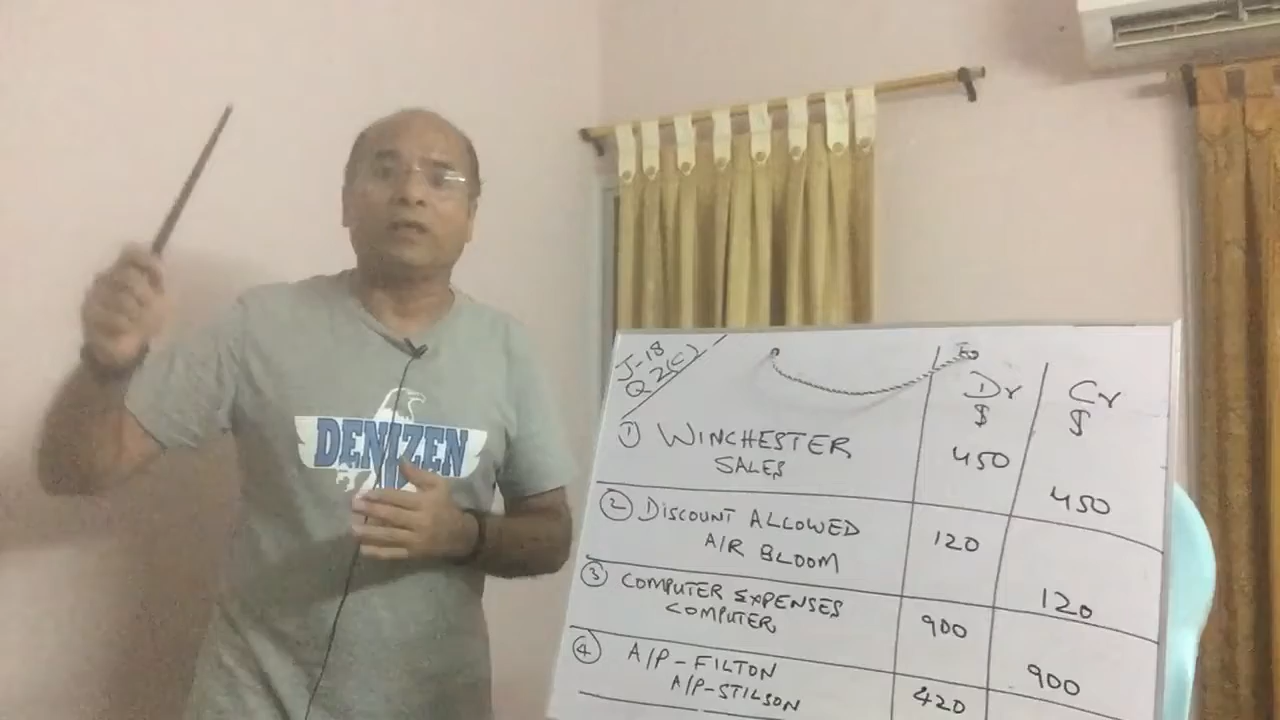 DENIZEN
J-18
Q2(C)
Dr Cr
$ $
① WINCHESTER 450
SALES 450
② DISCOUNT ALLOWED 120
A/R BLOOM 120
③ COMPUTER EXPENSES 900
COMPUTER 900
④ A/P-FILTON 420
A/P-STILSON